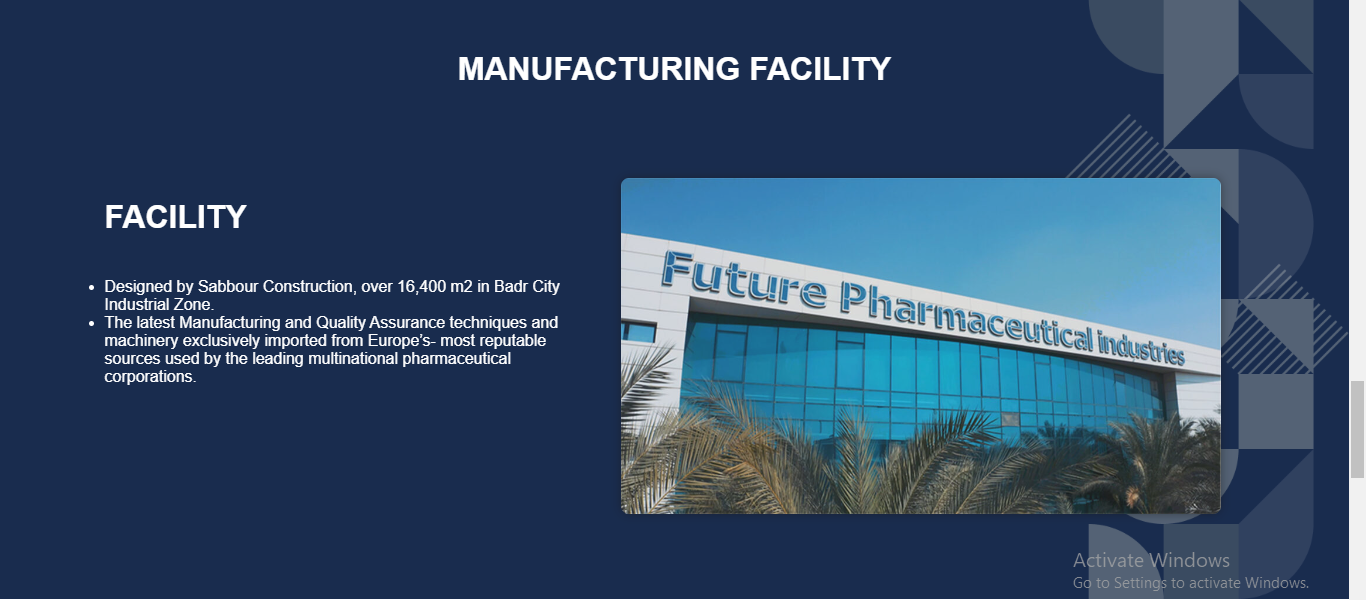 MANUFACTURING FACILITY
FACILITY
• Designed by Sabbour Construction, over 16,400 m2 in Badr City
Industrial Zone.
• The latest Manufacturing and Quality Assurance techniques and
machinery exclusively imported from Europe's- most reputable
sources used by the leading multinational pharmaceutical
corporations.
Future Pharmaceutical industries
Activate Windows
Go to Settings to activate Windows.